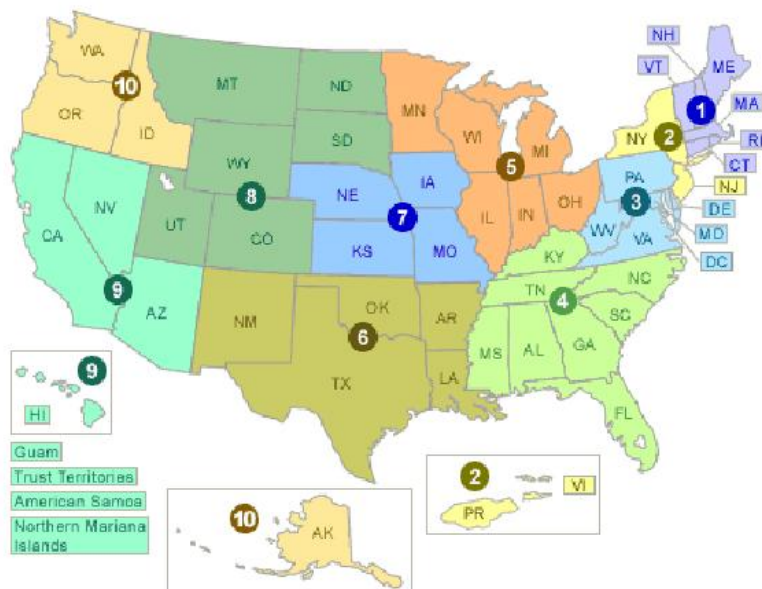 NH
WA
VT
ME
MT
ND
10
MN
MA
OR
1
ID
WI
2
NY
SD
MI
RI
WY
5
CT
IA
PA
NJ
NE
3
DE
8
NV
OH
IL
IN
7
WV
MD
UT
CO
VA
CA
KS
MO
DC
KY
NC
TN
9
4
OK
AZ
NM
AR
SC
6
MS
AL
GA
9
TX
LA
HI
FL
Guam
2
Trust Territories
VI
American Samoa
10
PR
Northern Mariana
AK
Islands